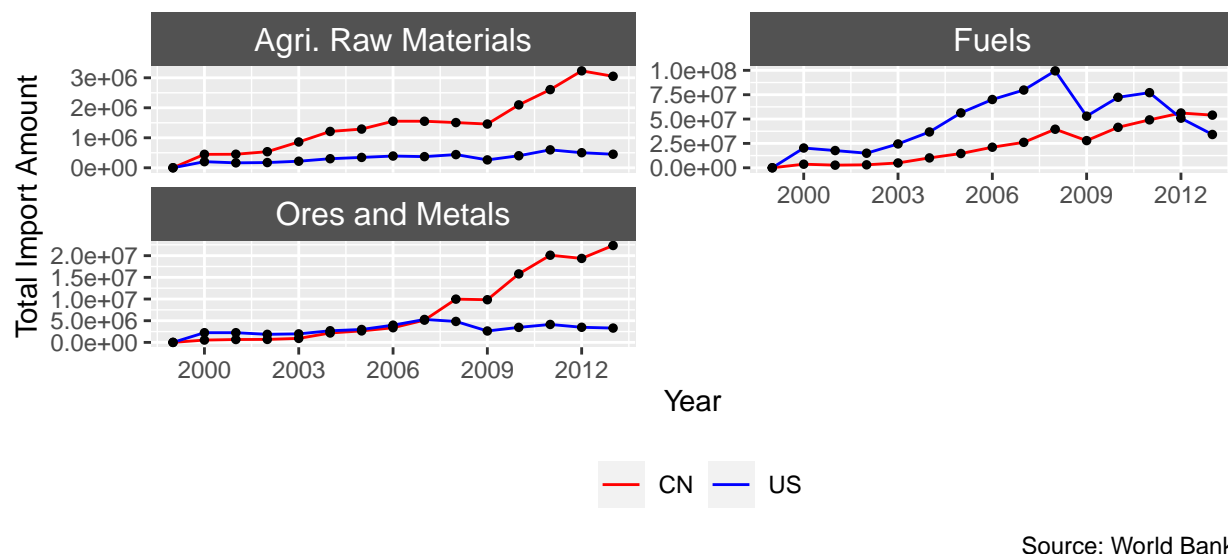 Agri. Raw Materials
Fuels
Total Import Amount
3e+06
2e+06
1e+06
0e+00
1.0e+08
7.5e+07
5.0e+07
2.5e+07
0.0e+00
2000 2003 2006 2009 2012
Ores and Metals
2.0e+07
1.5e+07
1.0e+07
5.0e+06
0.0e+00
2000 2003 2006 2009 2012
Year
CN US
Source: World Bank